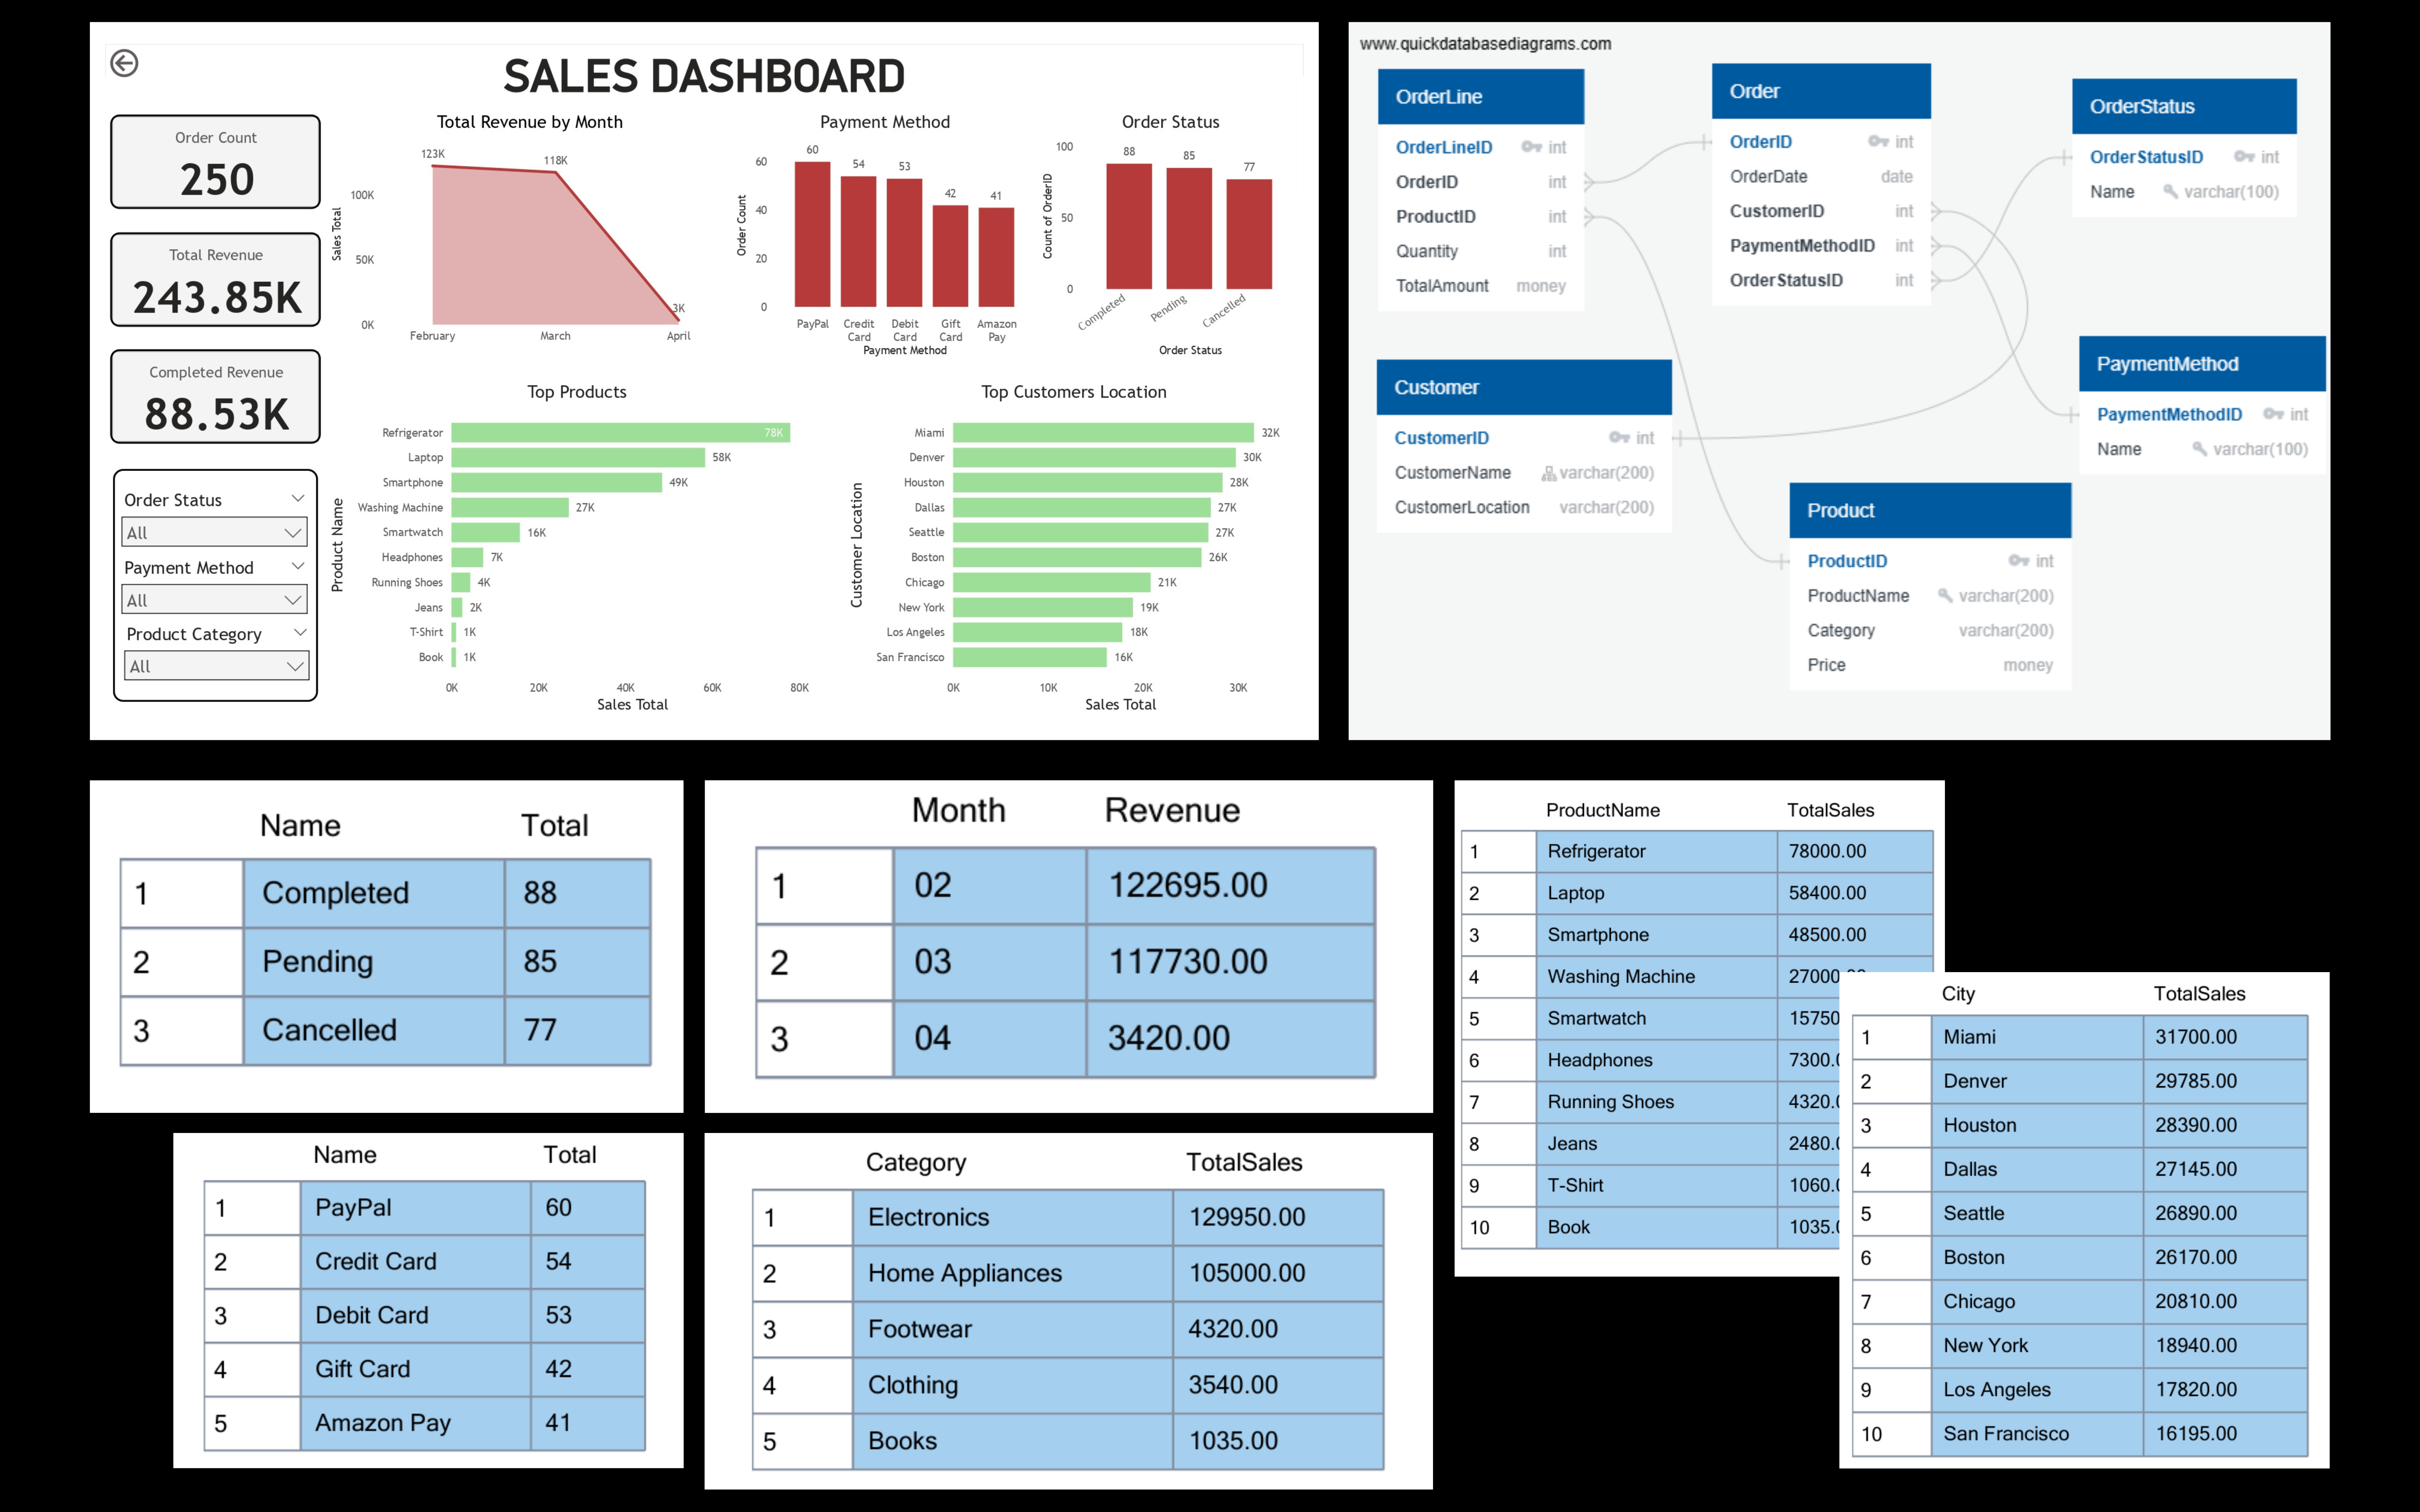 SALES DASHBOARD
Order Count
250
Total Revenue
243.85K
Completed Revenue
88.53K
Order Status
All
Payment Method
All
Product Category
All
Total Revenue by Month
Sales Total
100K
50K
0K
123K
118K
3K
February March April
Payment Method
Order Count
60
40
20
0
60 54 53 42 41
PayPal Credit Card Debit Card Gift Card Amazon Pay
Payment Method
Order Status
Count of OrderID
100
50
0
88 85 77
Completed Pending Cancelled
Order Status
Top Products
Product Name
Refrigerator 78K
Laptop 58K
Smartphone 49K
Washing Machine 27K
Smartwatch 16K
Headphones 7K
Running Shoes 4K
Jeans 2K
T-Shirt 1K
Book 1K
0K 20K 40K 60K 80K
Sales Total
Top Customers Location
Customer Location
Miami 32K
Denver 30K
Houston 28K
Dallas 27K
Seattle 27K
Boston 26K
Chicago 21K
New York 19K
Los Angeles 18K
San Francisco 16K
0K 10K 20K 30K
Sales Total
www.quickdatabasediagrams.com
OrderLine
OrderLineID int
OrderID int
ProductID int
Quantity int
TotalAmount money
Order
OrderID int
OrderDate date
CustomerID int
PaymentMethodID int
OrderStatusID int
OrderStatus
OrderStatusID int
Name varchar(100)
Customer
CustomerID int
CustomerName varchar(200)
CustomerLocation varchar(200)
PaymentMethod
PaymentMethodID int
Name varchar(100)
Product
ProductID int
ProductName varchar(200)
Category varchar(200)
Price money
Name Total
1 Completed 88
2 Pending 85
3 Cancelled 77
Month Revenue
1 02 122695.00
2 03 117730.00
3 04 3420.00
Name Total
1 PayPal 60
2 Credit Card 54
3 Debit Card 53
4 Gift Card 42
5 Amazon Pay 41
Category TotalSales
1 Electronics 129950.00
2 Home Appliances 105000.00
3 Footwear 4320.00
4 Clothing 3540.00
5 Books 1035.00
ProductName TotalSales
1 Refrigerator 78000.00
2 Laptop 58400.00
3 Smartphone 48500.00
4 Washing Machine 27000
5 Smartwatch 15750
6 Headphones 7300.
7 Running Shoes 4320.
8 Jeans 2480.
9 T-Shirt 1060.
10 Book 1035.
City TotalSales
1 Miami 31700.00
2 Denver 29785.00
3 Houston 28390.00
4 Dallas 27145.00
5 Seattle 26890.00
6 Boston 26170.00
7 Chicago 20810.00
8 New York 18940.00
9 Los Angeles 17820.00
10 San Francisco 16195.00